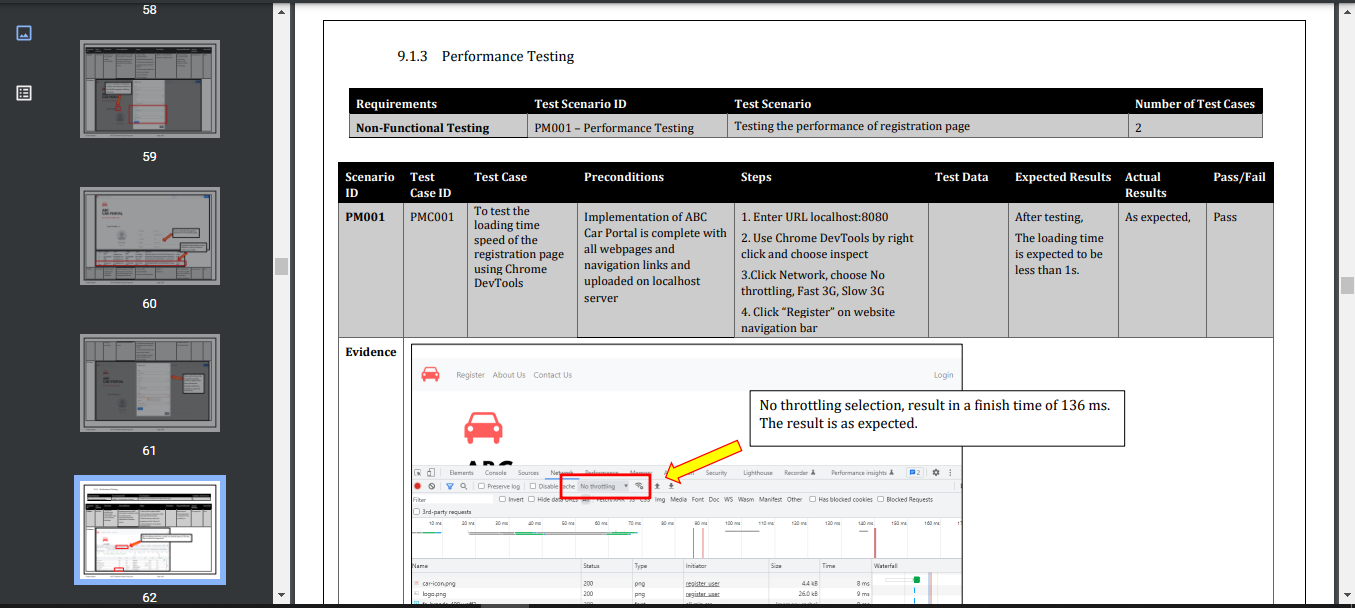 58
59
60
61
62
9.1.3 Performance Testing
Requirements Test Scenario ID Test Scenario Number of Test Cases
Non-Functional Testing PM001 – Performance Testing Testing the performance of registration page 2
Scenario ID Test Case ID Test Case Preconditions Steps Test Data Expected Results Actual Results Pass/Fail
PM001
PMC001
To test the
loading time
speed of the
registration page
using Chrome
DevTools
Implementation of ABC
Car Portal is complete with
all webpages and
navigation links and
uploaded on localhost
server
1. Enter URL localhost:8080
2. Use Chrome DevTools by right
click and choose inspect
3.Click Network, choose No
throttling, Fast 3G, Slow 3G
4. Click “Register” on website
navigation bar
After testing,
The loading time
is expected to be
less than 1s.
As expected,
Pass
Evidence
Register About Us Contact Us Login
No throttling selection, result in a finish time of 136 ms.
The result is as expected.
Elements Console Sources Network Performance Security Lighthouse Recorder Performance insights 2
Preserve log Disable cache No throttling
Filter Invert Hide data Img Media Font Doc WS Wasm Manifest Other Has blocked cookies Blocked Requests
3rd-party requests
10 ms 20 ms 30 ms 40 ms 50 ms 60 ms 70 ms 80 ms 90 ms 100 ms 110 ms 120 ms 130 ms 140 ms 150 ms 160 ms
Name Status Type Initiator Size Time Waterfall
car-icon.png 200 png register_user 4.4 kB 8 ms
logo.png 200 png register_user 26.0 kB 9 ms